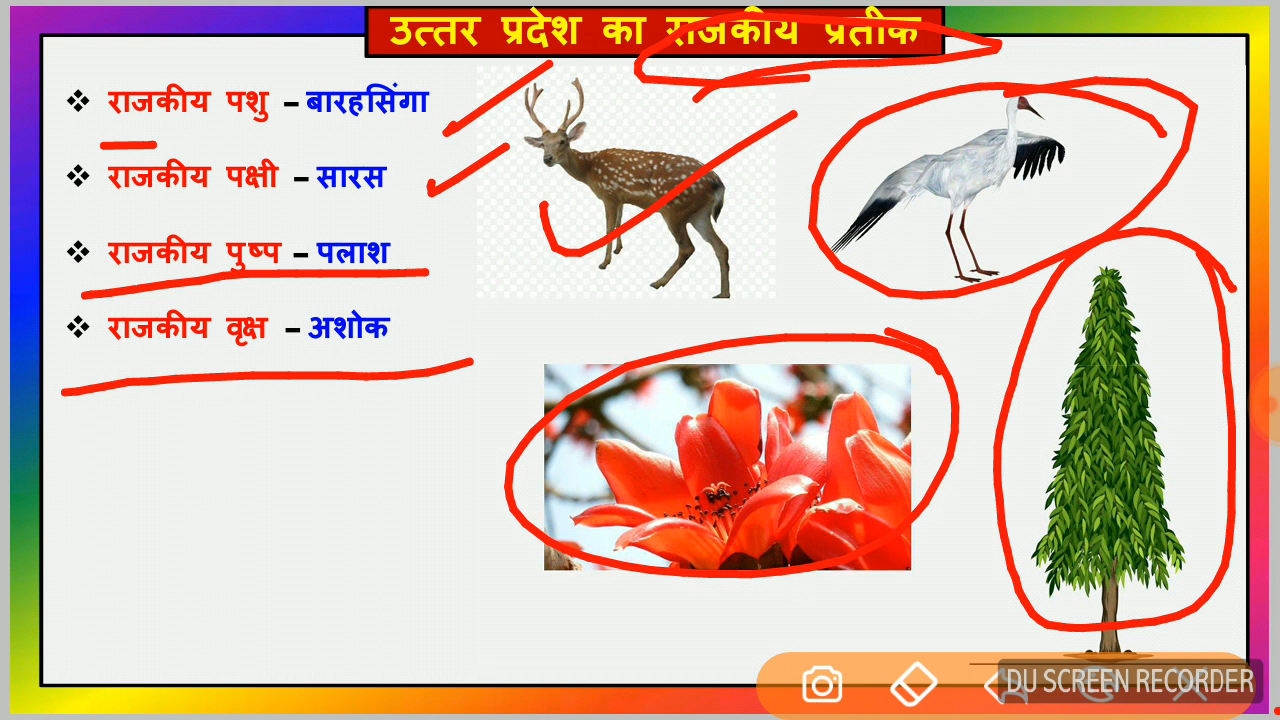 उत्तर प्रदेश का राजकीय प्रतीक
❖ राजकीय पशु – बारहसिंगा
❖ राजकीय पक्षी – सारस
❖ राजकीय पुष्प – पलाश
❖ राजकीय वृक्ष – अशोक
DU SCREEN RECORDER